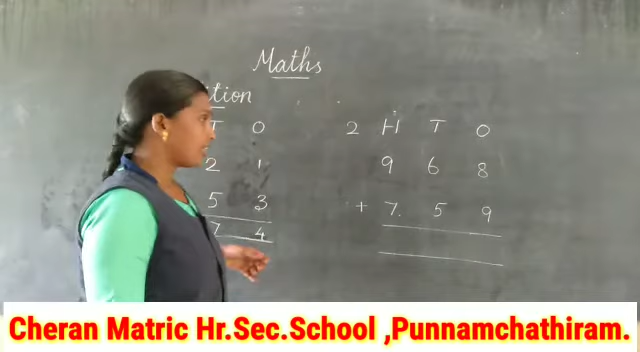 Maths
ition
T O 2 H T O
2 1 9 6 8
5 3 + 7. 5 9
7 4
Cheran Matric Hr.Sec.School ,Punnamchathiram.